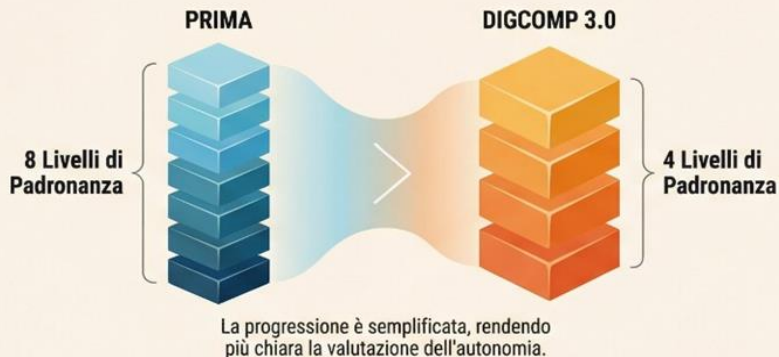 PRIMA
DIGCOMP 3.0
8 Livelli di
Padronanza
4 Livelli di
Padronanza
La progressione è semplificata, rendendo
più chiara la valutazione dell'autonomia.